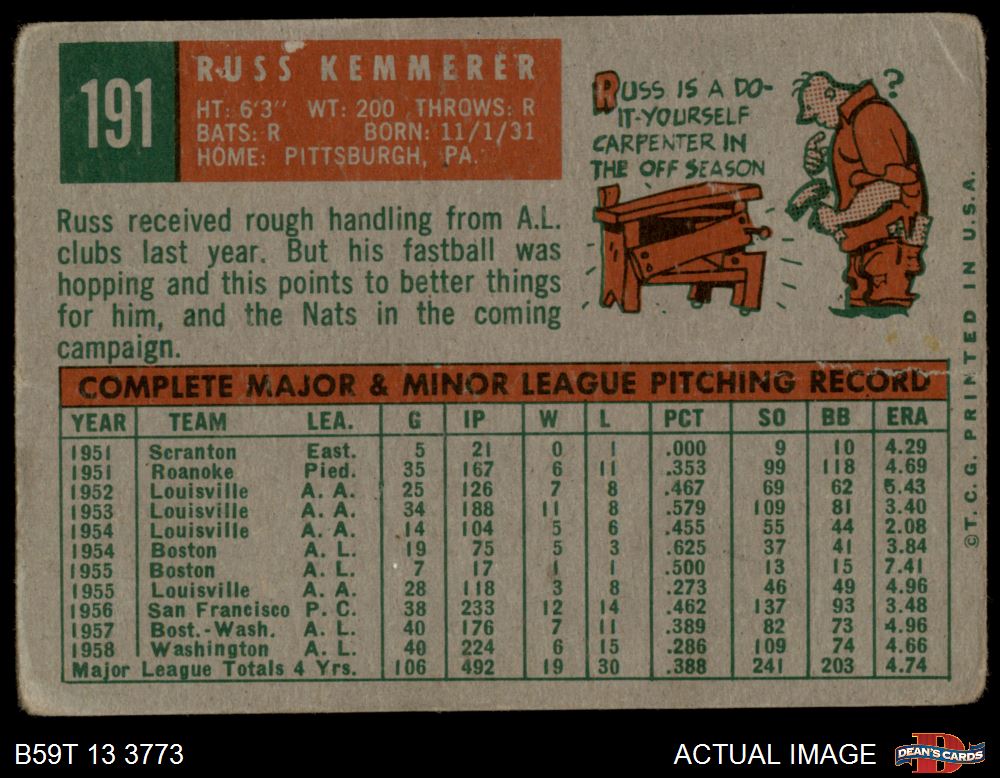 191
RUSS KEMMERER
HT: 6'3" WT: 200 THROWS: R
BATS: R BORN: 11/1/31
HOME: PITTSBURGH, PA.
RUSS IS A DO-
IT-YOURSELF
CARPENTER IN
THE OFF SEASON
?
Russ received rough handling from A.L.
clubs last year. But his fastball was
hopping and this points to better things
for him, and the Nats in the coming
campaign.
COMPLETE MAJOR & MINOR LEAGUE PITCHING RECORD
YEAR TEAM LEA. G IP W L PCT SO BB ERA
1951 Scranton East. 5 21 0 1 .000 9 10 4.29
1951 Roanoke Pied. 35 167 6 11 .353 99 118 4.69
1952 Louisville A. A. 25 126 7 8 .467 69 62 5.43
1953 Louisville A. A. 34 188 11 8 .579 109 81 3.40
1954 Louisville A. A. 14 104 5 6 .455 55 44 2.08
1954 Boston A. L. 19 75 5 3 .625 37 41 3.84
1955 Boston A. L. 7 17 1 1 .500 13 15 7.41
1955 Louisville A. A. 28 118 3 8 .273 46 49 4.96
1956 San Francisco P. C. 38 233 12 14 .462 137 93 3.48
1957 Bost.-Wash. A. L. 40 176 7 11 .389 82 73 4.96
1958 Washington A. L. 40 224 6 15 .286 109 74 4.66
Major League Totals 4 Yrs. 106 492 19 30 .388 241 203 4.74
©T. C. G. PRINTED IN U.S.A.
B59T 13 3773
ACTUAL IMAGE
DEAN'S CARDS